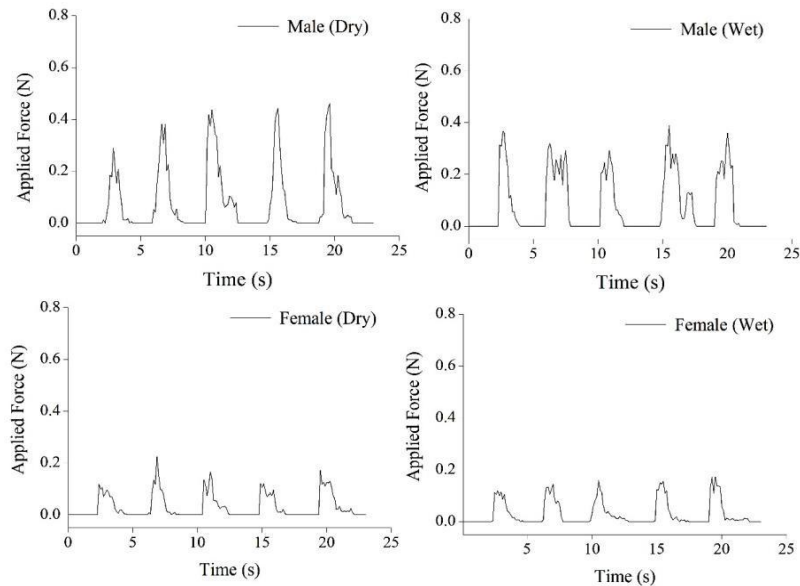 Male (Dry)
Applied Force (N)
0.8
0.6
0.4
0.2
0.0
0 5 10 15 20 25
Time (s)
Male (Wet)
Applied Force (N)
0.8
0.6
0.4
0.2
0.0
0 5 10 15 20 25
Time (s)
Female (Dry)
Applied Force (N)
0.8
0.6
0.4
0.2
0.0
0 5 10 15 20 25
Time (s)
Female (Wet)
Applied Force (N)
0.8
0.6
0.4
0.2
0.0
0 5 10 15 20 25
Time (s)